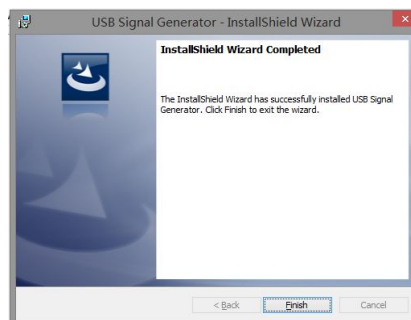 USB Signal Generator - InstallShield Wizard
InstallShield Wizard Completed
The InstallShield Wizard has successfully installed USB Signal
Generator. Click Finish to exit the wizard.
< Back
Finish
Cancel